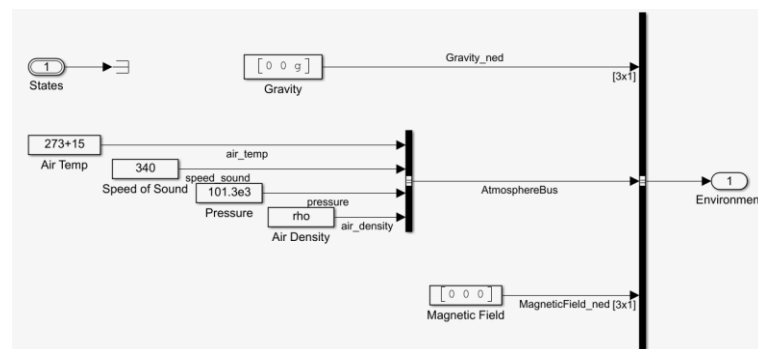 1
States
[ 0 0 g ]
Gravity
Gravity_ned
[3x1]
273+15
Air Temp
air_temp
340
Speed of Sound
speed_sound
101.3e3
Pressure
pressure
rho
Air Density
air_density
AtmosphereBus
1
Environmen
[ 0 0 0 ]
Magnetic Field
MagneticField_ned [3x1]